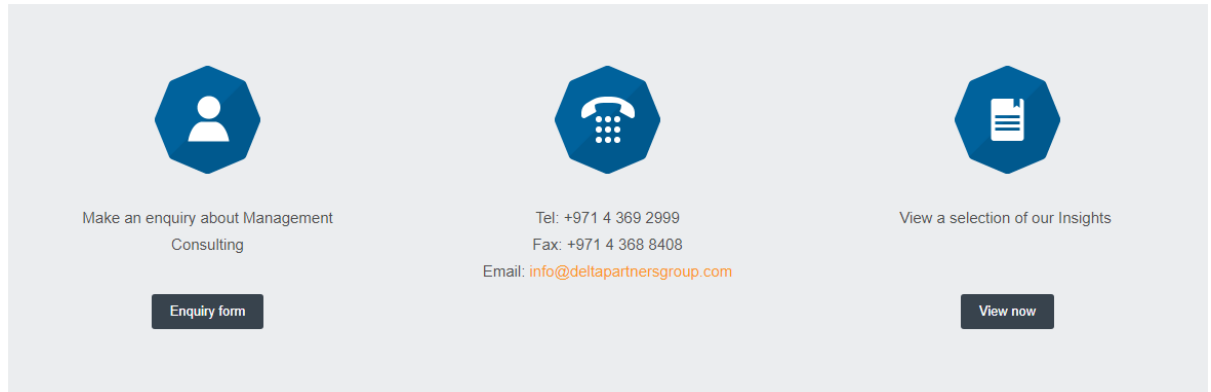 Make an enquiry about Management
Consulting
Enquiry form
Tel: +971 4 369 2999
Fax: +971 4 368 8408
Email: info@deltapartnersgroup.com
View a selection of our Insights
View now